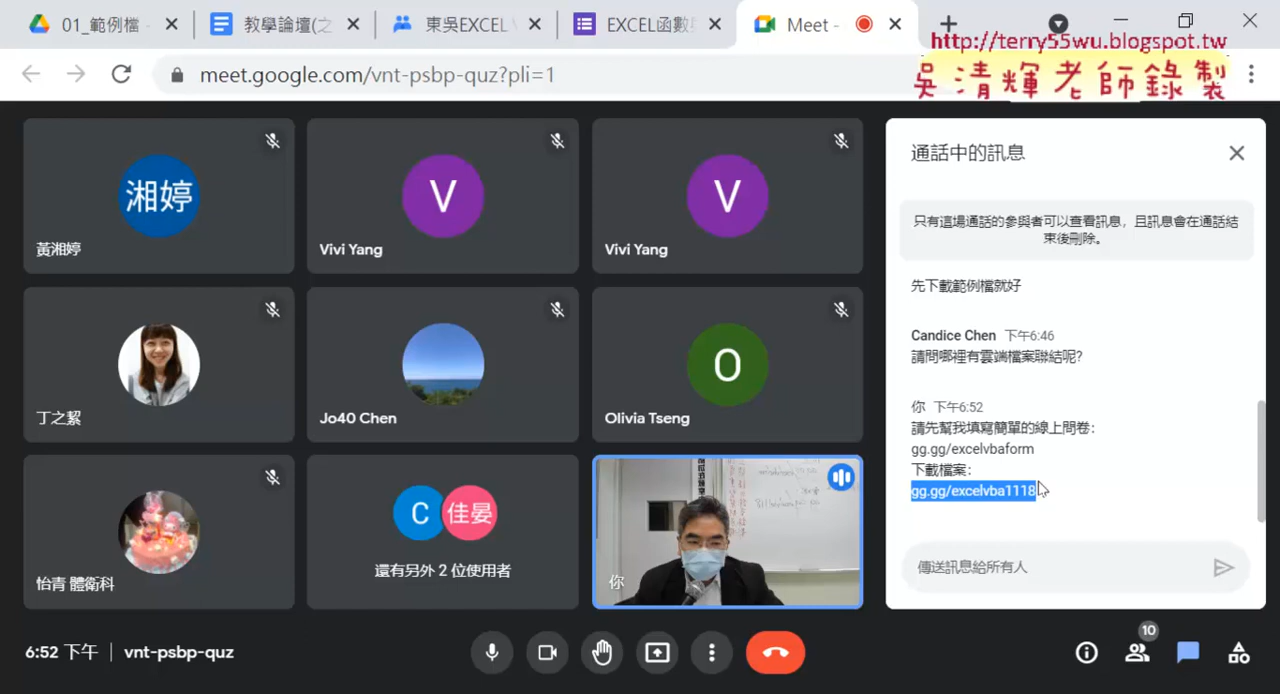 01_範例檔 -
教學論壇(之
東吳EXCEL V
EXCEL函數與
Meet -
http://terry55wu.blogspot.tw
吳清輝老師錄製
meet.google.com/vnt-psbp-quz?pli=1
湘婷
黃湘婷
V
Vivi Yang
V
Vivi Yang
丁之絜
Jo40 Chen
O
Olivia Tseng
怡青 體衛科
C
佳晏
還有另外 2 位使用者
你
通話中的訊息
只有這場通話的參與者可以查看訊息，且訊息會在通話結
束後刪除。
先下載範例檔就好
Candice Chen 下午6:46
請問哪裡有雲端檔案聯結呢?
你 下午6:52
請先幫我填寫簡單的線上問卷：
gg.gg/excelvbaform
下載檔案：
gg.gg/excelvba1118
傳送訊息給所有人
6:52 下午
vnt-psbp-quz
10